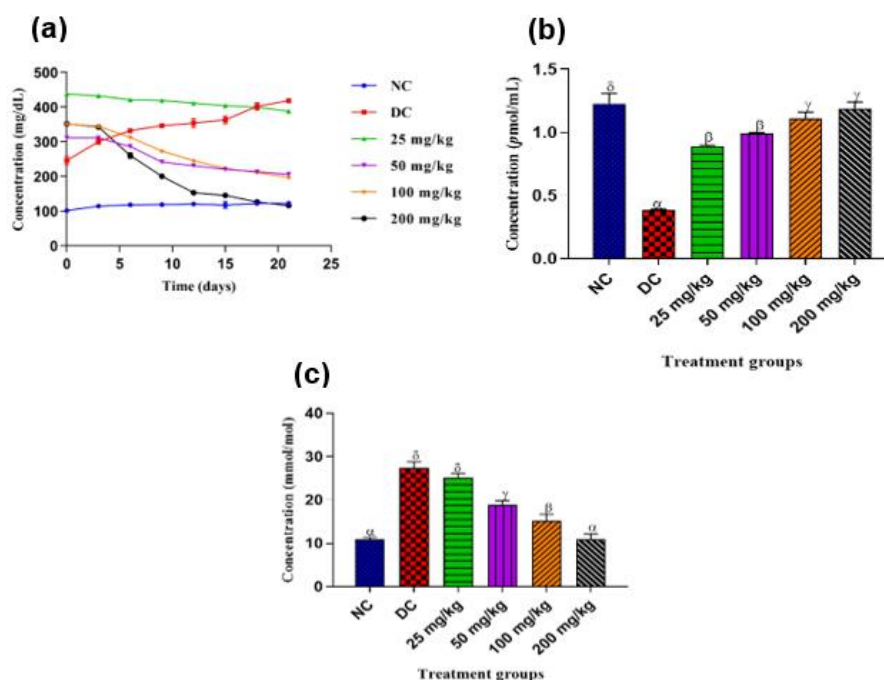 (a)
Concentration (mg/dL)
500
400
300
200
100
0
0
5
10
15
20
25
Time (days)
NC
DC
25 mg/kg
50 mg/kg
100 mg/kg
200 mg/kg
(b)
Concentration (pmol/mL)
1.5
1.0
0.5
0.0
δ
α
β
β
γ
γ
NC
DC
25 mg/kg
50 mg/kg
100 mg/kg
200 mg/kg
Treatment groups
(c)
Concentration (mmol/mol)
40
30
20
10
0
α
δ
δ
γ
β
α
NC
DC
25 mg/kg
50 mg/kg
100 mg/kg
200 mg/kg
Treatment groups